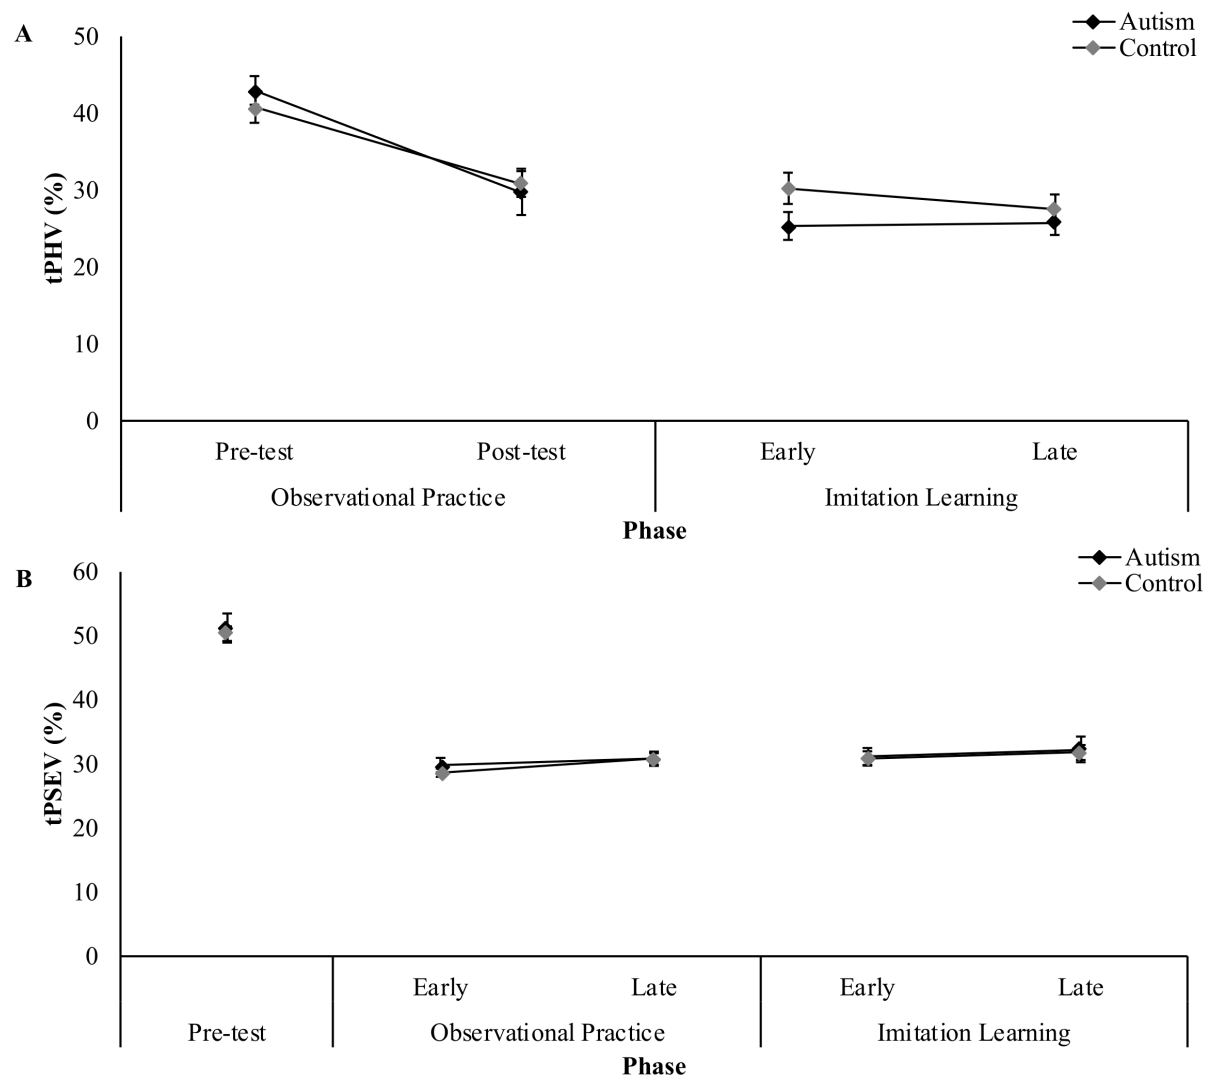 A
Autism
Control
50
40
30
20
10
0
tPHV (%)
Pre-test Post-test Early Late
Observational Practice Imitation Learning
Phase
B
Autism
Control
60
50
40
30
20
10
0
tPSEV (%)
Early Late Early Late
Pre-test Observational Practice Imitation Learning
Phase